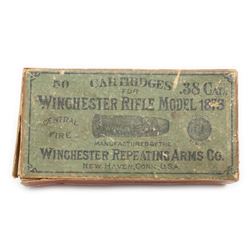 50 CARTRIDGES .38 CAL.
FOR
WINCHESTER RIFLE MODEL 1873
CENTRAL
FIRE
MANUFACTURED BY THE
WINCHESTER REPEATING ARMS CO.
NEW HAVEN, CONN. U.S.A.